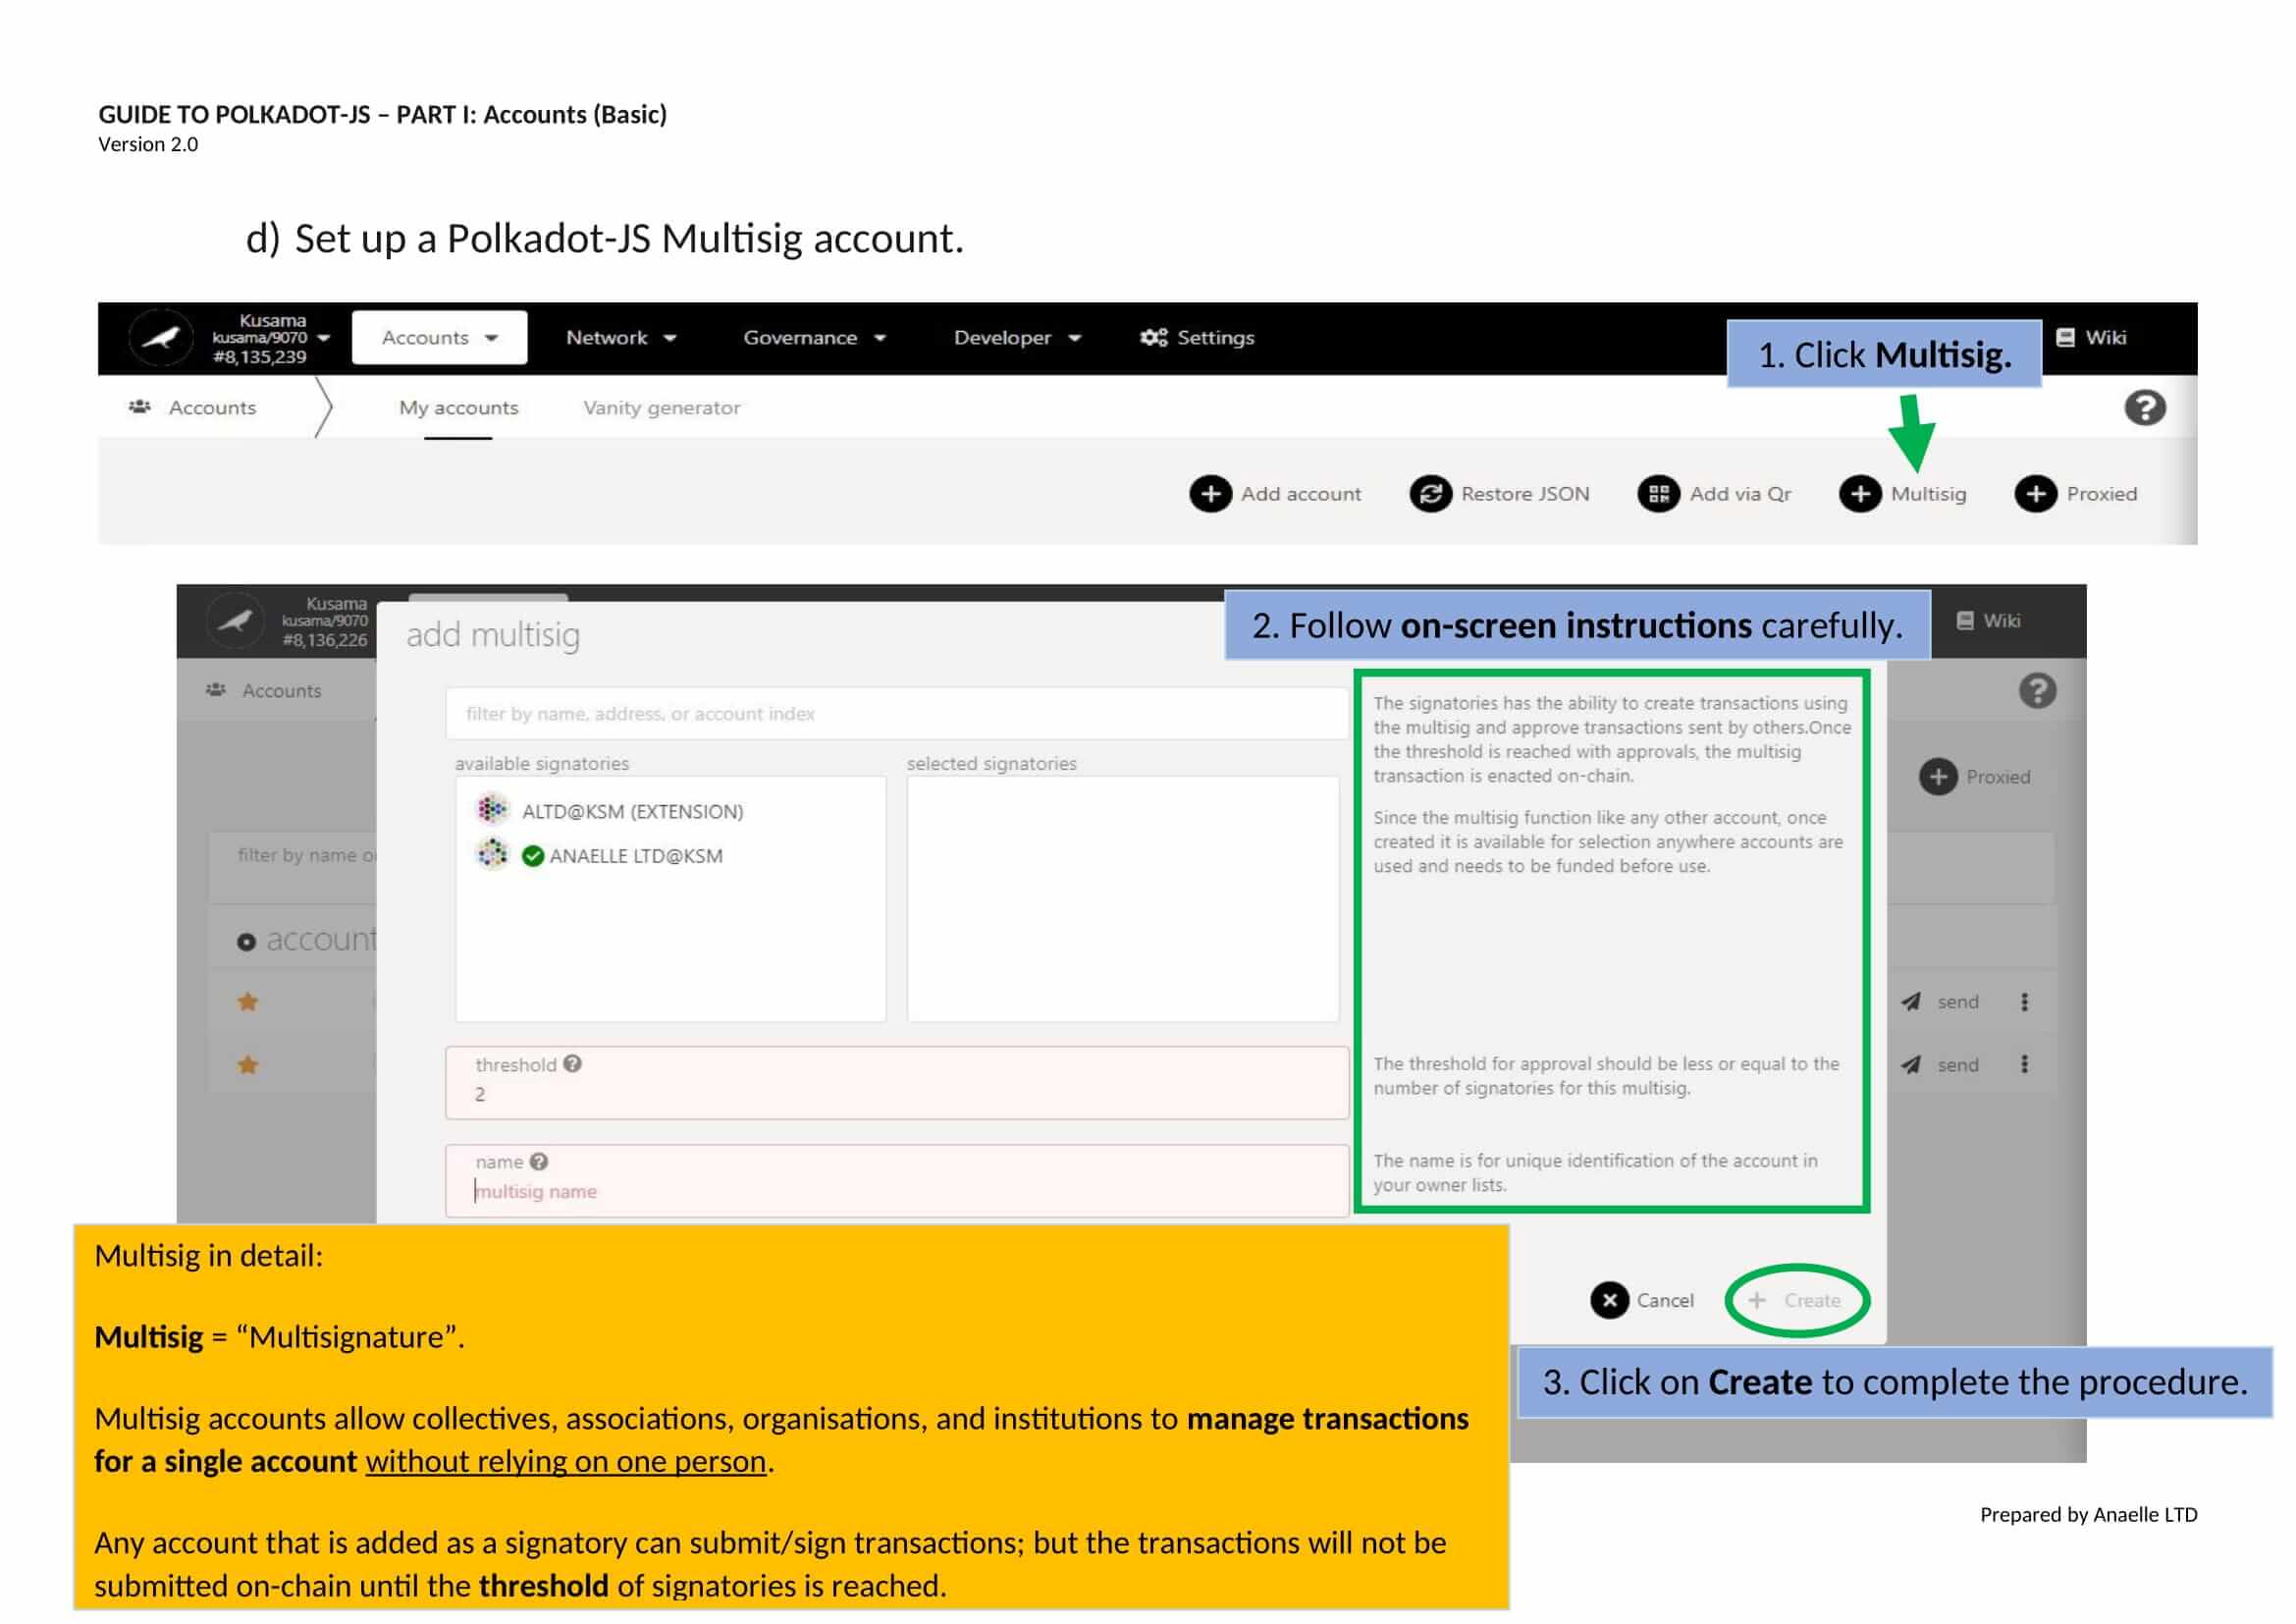 GUIDE TO POLKADOT-JS – PART I: Accounts (Basic)
Version 2.0
d) Set up a Polkadot-JS Multisig account.
Kusama
kusama/9070
#8,135,239
Accounts
Network
Governance
Developer
Settings
1. Click Multisig.
Wiki
Accounts
My accounts
Vanity generator
Add account
Restore JSON
Add via Qr
Multisig
Proxied
Kusama
kusama/9070
#8,136,226
add multisig
2. Follow on-screen instructions carefully.
Wiki
Accounts
filter by name, address, or account index
available signatories
selected signatories
ALTD@KSM (EXTENSION)
ANAELLE LTD@KSM
The signatories has the ability to create transactions using
the multisig and approve transactions sent by others.Once
the threshold is reached with approvals, the multisig
transaction is enacted on-chain.
Since the multisig function like any other account, once
created it is available for selection anywhere accounts are
used and needs to be funded before use.
Proxied
filter by name o
account
send
send
threshold
2
The threshold for approval should be less or equal to the
number of signatories for this multisig.
name
multisig name
The name is for unique identification of the account in
your owner lists.
Cancel
Create
Multisig in detail:
Multisig = “Multisignature”.
Multisig accounts allow collectives, associations, organisations, and institutions to manage transactions
for a single account without relying on one person.
Any account that is added as a signatory can submit/sign transactions; but the transactions will not be
submitted on-chain until the threshold of signatories is reached.
3. Click on Create to complete the procedure.
Prepared by Anaelle LTD